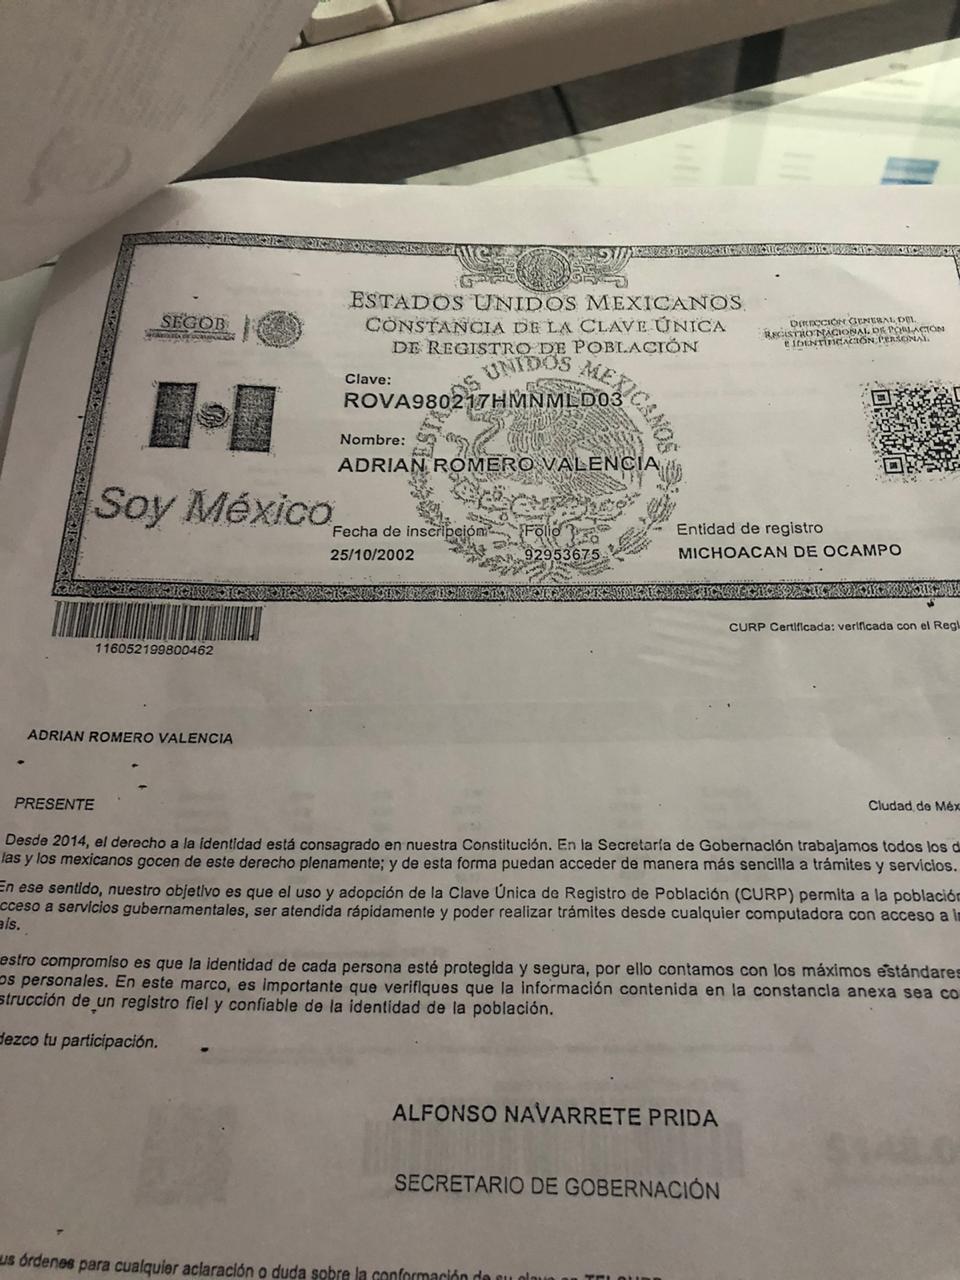 ESTADOS UNIDOS MEXICANOS
CONSTANCIA DE LA CLAVE ÚNICA
DE REGISTRO DE POBLACIÓN
SEGOB
DIRECCIÓN GENERAL DEL
REGISTRO NACIONAL DE POBLACIÓN
E IDENTIFICACIÓN PERSONAL
ESTADOS UNIDOS MEXICANOS
Clave:
ROVA980217HMNMLD03
Nombre:
ADRIAN ROMERO VALENCIA
Soy México
Fecha de inscripción Folio Entidad de registro
25/10/2002 92953675 MICHOACAN DE OCAMPO
116052199800462
CURP Certificada: verificada con el Regi
ADRIAN ROMERO VALENCIA
PRESENTE
Ciudad de Méx
Desde 2014, el derecho a la identidad está consagrado en nuestra Constitución. En la Secretaría de Gobernación trabajamos todos los d
las y los mexicanos gocen de este derecho plenamente; y de esta forma puedan acceder de manera más sencilla a trámites y servicios.
En ese sentido, nuestro objetivo es que el uso y adopción de la Clave Única de Registro de Población (CURP) permita a la población
cceso a servicios gubernamentales, ser atendida rápidamente y poder realizar trámites desde cualquier computadora con acceso a in
aís.
estro compromiso es que la identidad de cada persona esté protegida y segura, por ello contamos con los máximos estándares
os personales. En este marco, es importante que verifiques que la información contenida en la constancia anexa sea co
strucción de un registro fiel y confiable de la identidad de la población.
dezco tu participación.
ALFONSO NAVARRETE PRIDA
SECRETARIO DE GOBERNACIÓN
us órdenes para cualquier aclaración o duda sobre la conformación de su clave en TELCURP